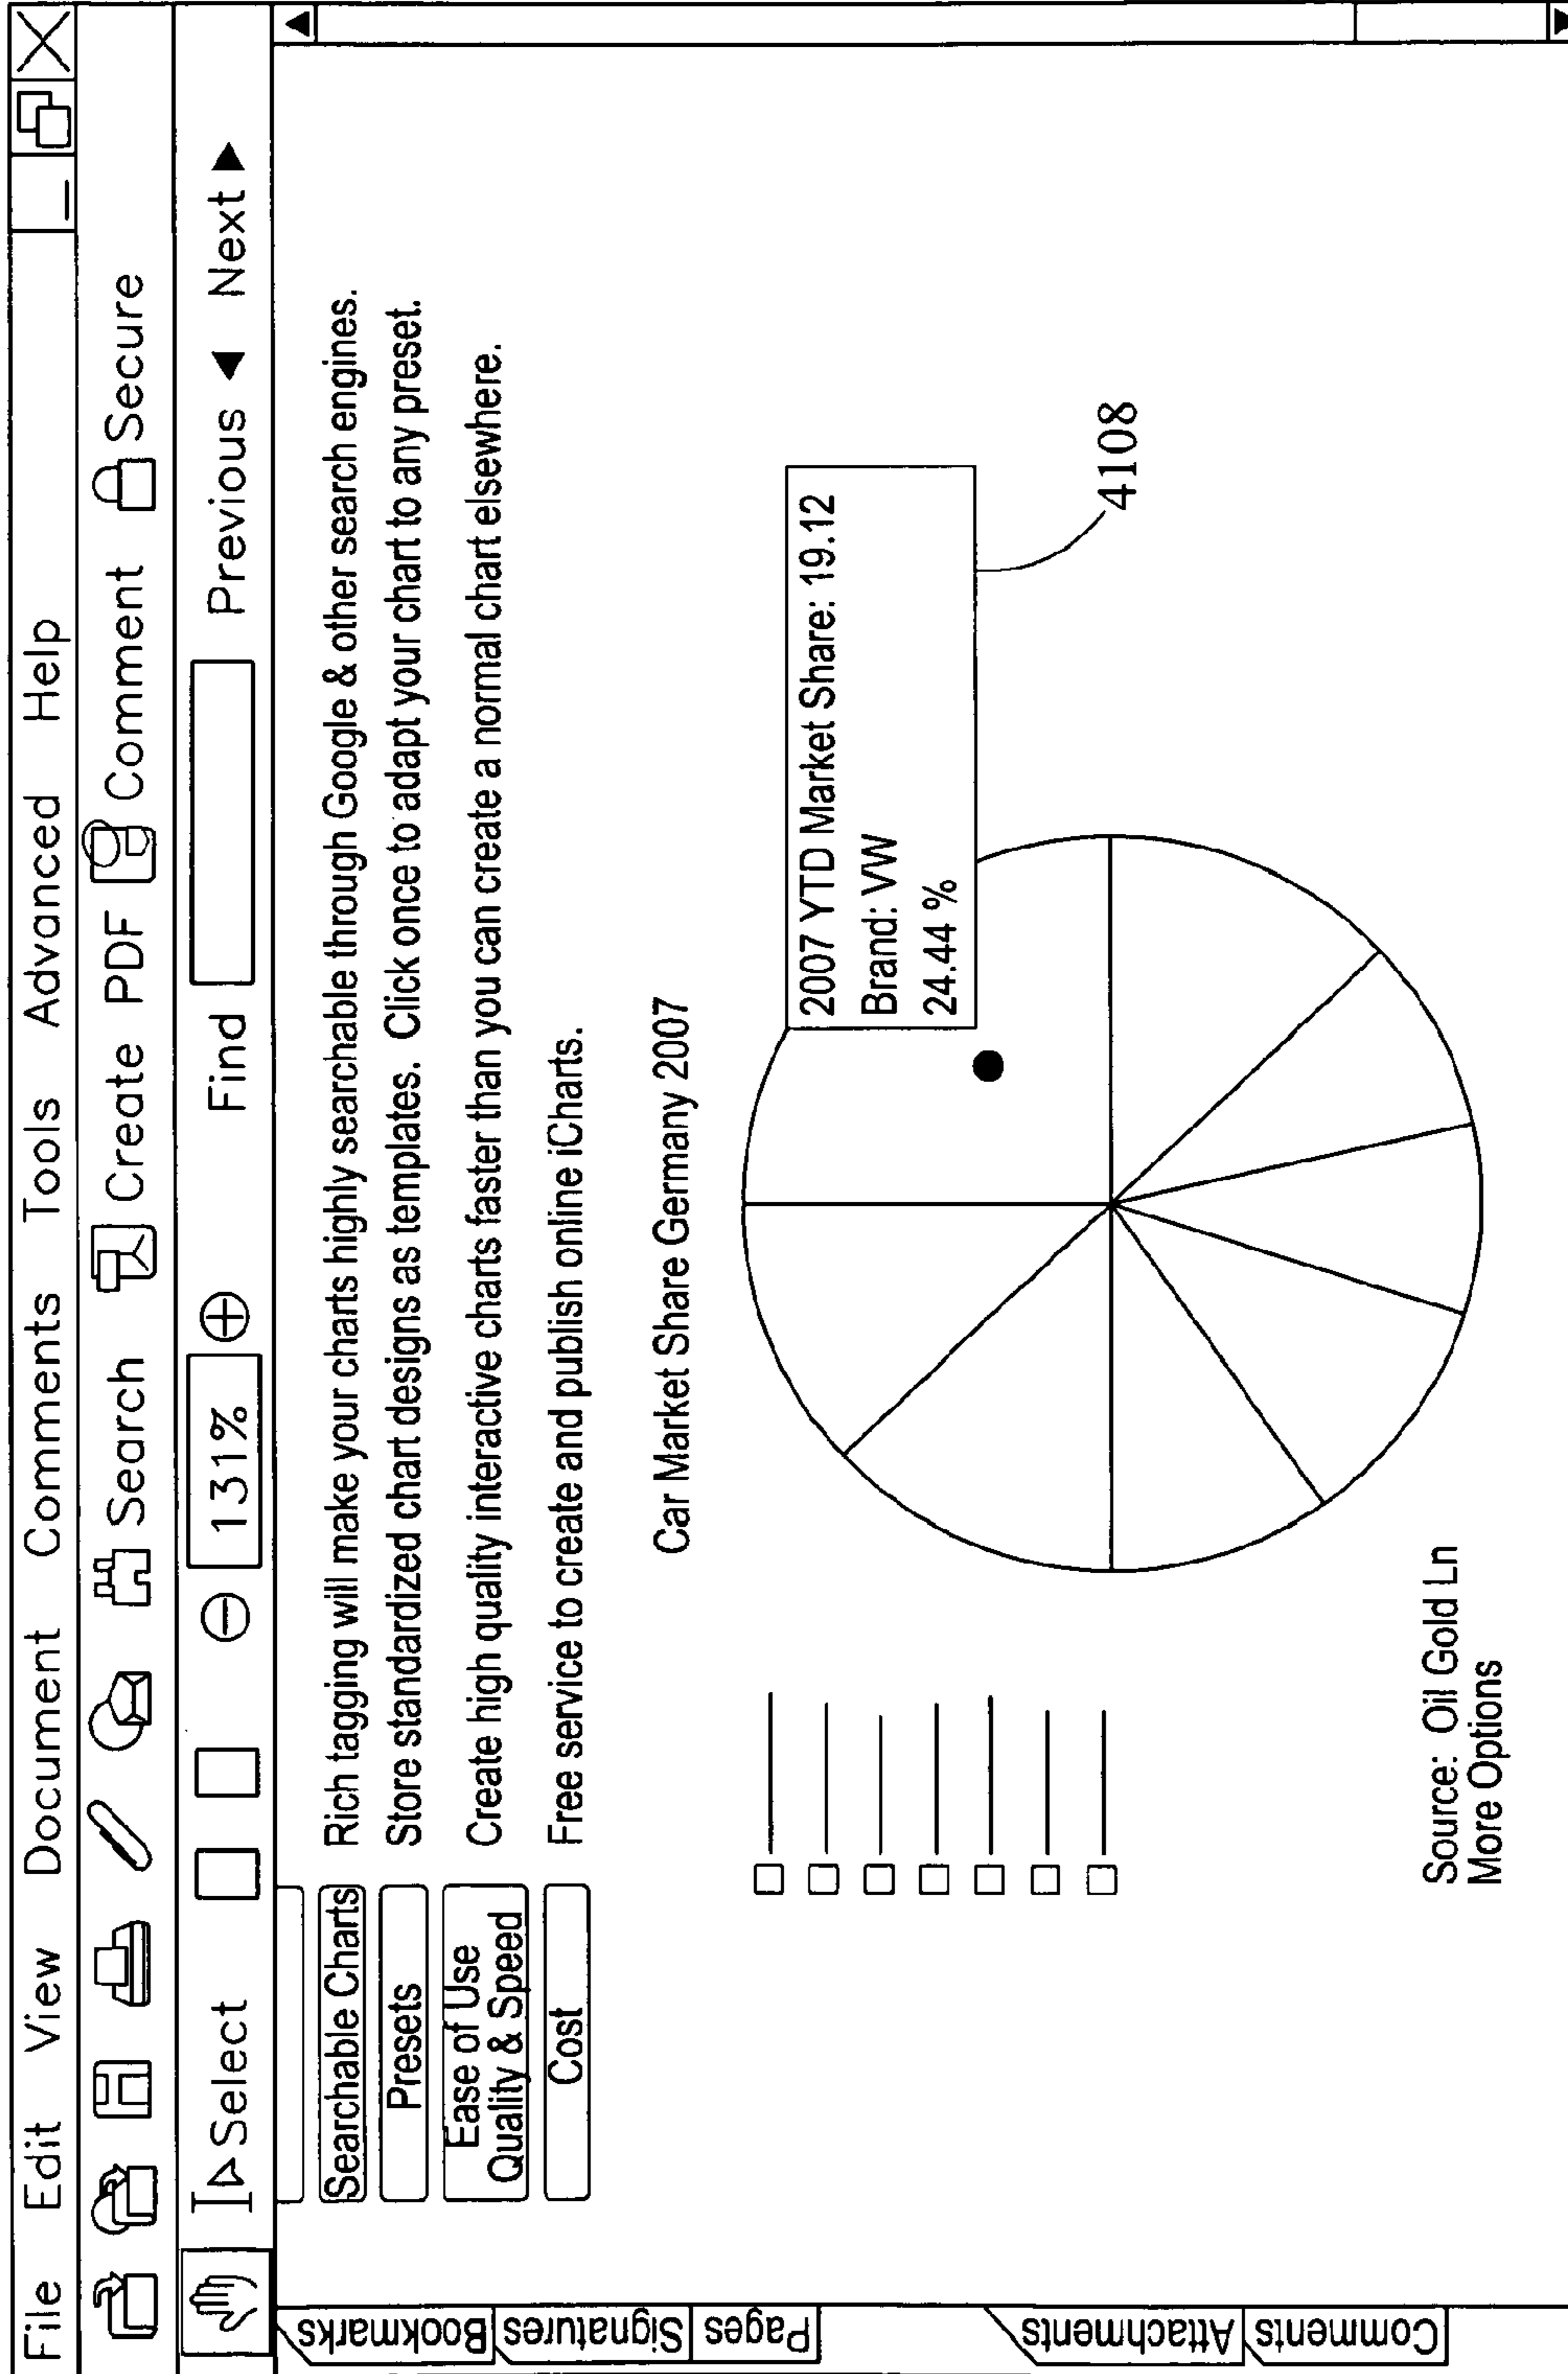 File Edit View Document Comments Tools Advanced Help
Search Create PDF Comment Secure
Select 131% Find Previous Next
Bookmarks
Signatures
Pages
Attachments
Comments
Searchable Charts Rich tagging will make your charts highly searchable through Google & other search engines.
Presets Store standardized chart designs as templates. Click once to adapt your chart to any preset.
Ease of Use
Quality & Speed Create high quality interactive charts faster than you can create a normal chart elsewhere.
Cost Free service to create and publish online iCharts.
Car Market Share Germany 2007
2007 YTD Market Share: 19.12
Brand: VW
24.44 %
4108
Source: Oil Gold Ln
More Options